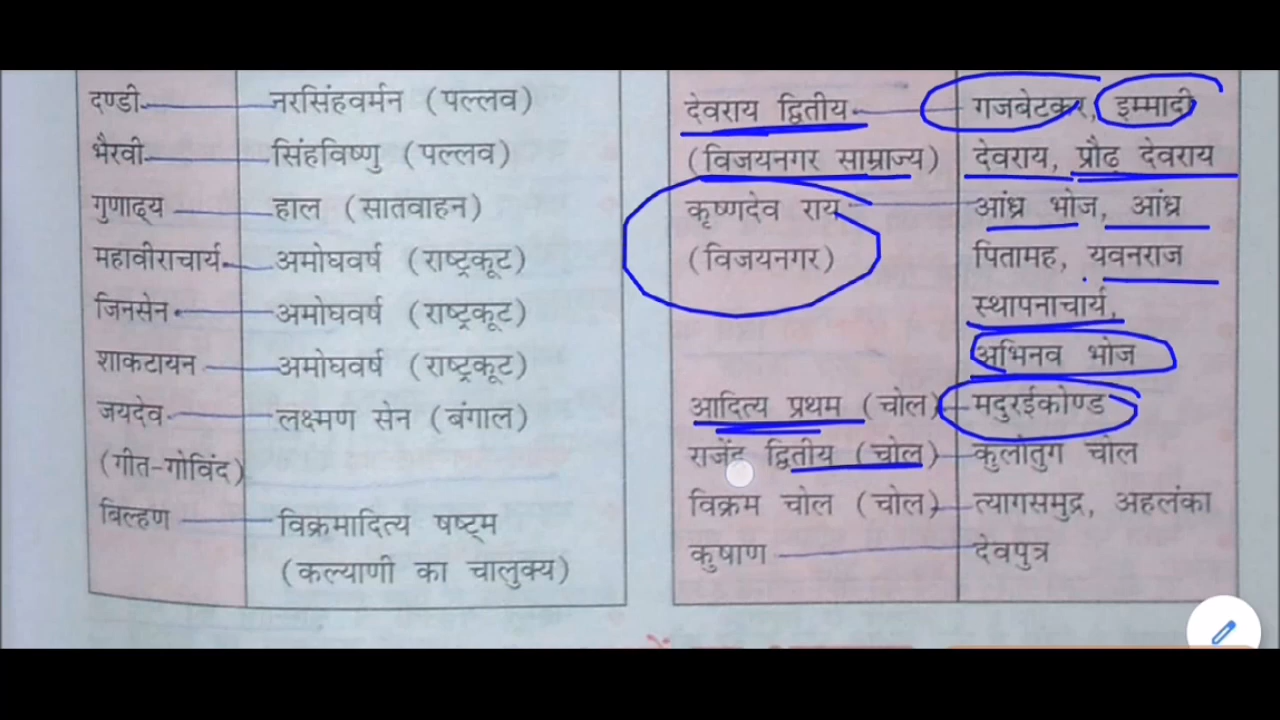 दण्डी नरसिंहवर्मन (पल्लव)
भैरवी सिंहविष्णु (पल्लव)
गुणाढ्य हाल (सातवाहन)
महावीराचार्य अमोघवर्ष (राष्ट्रकूट)
जिनसेन अमोघवर्ष (राष्ट्रकूट)
शाकटायन अमोघवर्ष (राष्ट्रकूट)
जयदेव लक्ष्मण सेन (बंगाल)
(गीत-गोविंद)
बिल्हण विक्रमादित्य षष्ट्म
(कल्याणी का चालुक्य)
देवराय द्वितीय गजबेटकर, इम्मादी
(विजयनगर साम्राज्य) देवराय, प्रौढ़ देवराय
कृष्णदेव राय आंध्र भोज, आंध्र
(विजयनगर) पितामह, यवनराज
स्थापनाचार्य,
अभिनव भोज
आदित्य प्रथम (चोल) मदुरईकोण्ड
राजेंद्र द्वितीय (चोल) कुलोतुंग चोल
विक्रम चोल (चोल) त्यागसमुद्र, अहलंका
कुषाण देवपुत्र